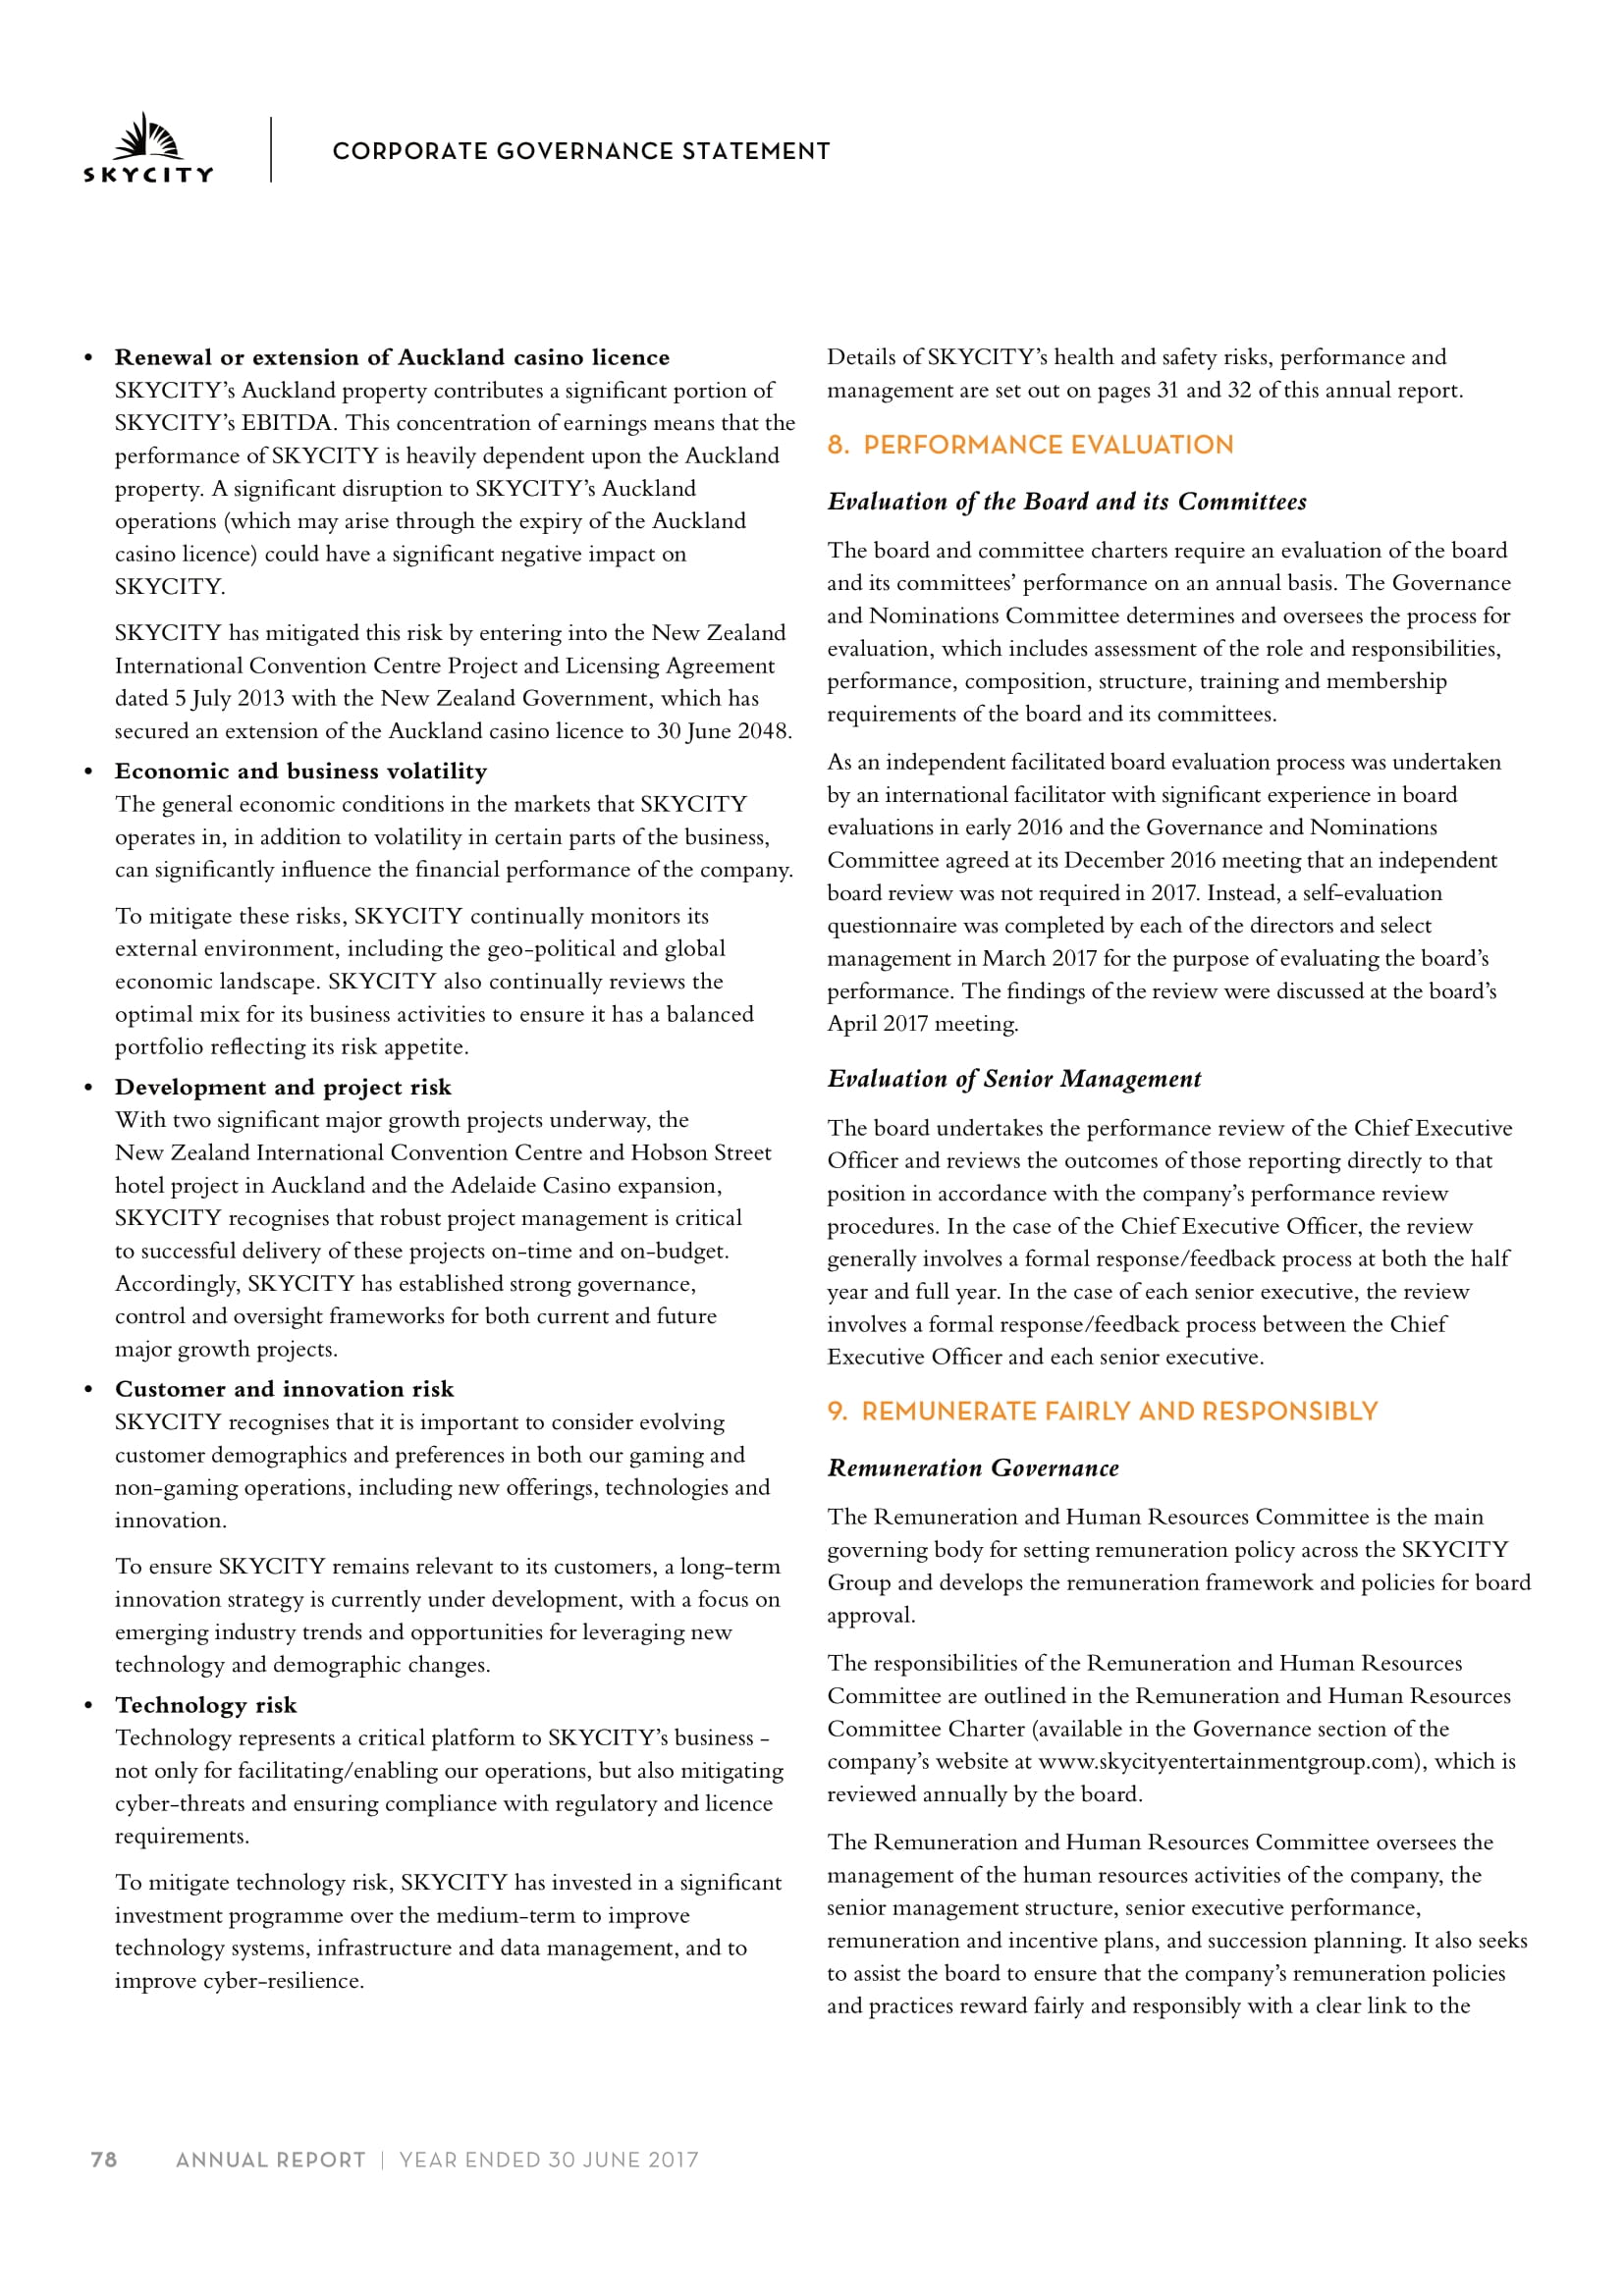 SKYCITY
CORPORATE GOVERNANCE STATEMENT
• Renewal or extension of Auckland casino licence
SKYCITY’s Auckland property contributes a significant portion of
SKYCITY’s EBITDA. This concentration of earnings means that the
performance of SKYCITY is heavily dependent upon the Auckland
property. A significant disruption to SKYCITY’s Auckland
operations (which may arise through the expiry of the Auckland
casino licence) could have a significant negative impact on
SKYCITY.
SKYCITY has mitigated this risk by entering into the New Zealand
International Convention Centre Project and Licensing Agreement
dated 5 July 2013 with the New Zealand Government, which has
secured an extension of the Auckland casino licence to 30 June 2048.
• Economic and business volatility
The general economic conditions in the markets that SKYCITY
operates in, in addition to volatility in certain parts of the business,
can significantly influence the financial performance of the company.
To mitigate these risks, SKYCITY continually monitors its
external environment, including the geo-political and global
economic landscape. SKYCITY also continually reviews the
optimal mix for its business activities to ensure it has a balanced
portfolio reflecting its risk appetite.
• Development and project risk
With two significant major growth projects underway, the
New Zealand International Convention Centre and Hobson Street
hotel project in Auckland and the Adelaide Casino expansion,
SKYCITY recognises that robust project management is critical
to successful delivery of these projects on-time and on-budget.
Accordingly, SKYCITY has established strong governance,
control and oversight frameworks for both current and future
major growth projects.
• Customer and innovation risk
SKYCITY recognises that it is important to consider evolving
customer demographics and preferences in both our gaming and
non-gaming operations, including new offerings, technologies and
innovation.
To ensure SKYCITY remains relevant to its customers, a long-term
innovation strategy is currently under development, with a focus on
emerging industry trends and opportunities for leveraging new
technology and demographic changes.
• Technology risk
Technology represents a critical platform to SKYCITY’s business -
not only for facilitating/enabling our operations, but also mitigating
cyber-threats and ensuring compliance with regulatory and licence
requirements.
To mitigate technology risk, SKYCITY has invested in a significant
investment programme over the medium-term to improve
technology systems, infrastructure and data management, and to
improve cyber-resilience.
Details of SKYCITY’s health and safety risks, performance and
management are set out on pages 31 and 32 of this annual report.
8. PERFORMANCE EVALUATION
Evaluation of the Board and its Committees
The board and committee charters require an evaluation of the board
and its committees’ performance on an annual basis. The Governance
and Nominations Committee determines and oversees the process for
evaluation, which includes assessment of the role and responsibilities,
performance, composition, structure, training and membership
requirements of the board and its committees.
As an independent facilitated board evaluation process was undertaken
by an international facilitator with significant experience in board
evaluations in early 2016 and the Governance and Nominations
Committee agreed at its December 2016 meeting that an independent
board review was not required in 2017. Instead, a self-evaluation
questionnaire was completed by each of the directors and select
management in March 2017 for the purpose of evaluating the board’s
performance. The findings of the review were discussed at the board’s
April 2017 meeting.
Evaluation of Senior Management
The board undertakes the performance review of the Chief Executive
Officer and reviews the outcomes of those reporting directly to that
position in accordance with the company’s performance review
procedures. In the case of the Chief Executive Officer, the review
generally involves a formal response/feedback process at both the half
year and full year. In the case of each senior executive, the review
involves a formal response/feedback process between the Chief
Executive Officer and each senior executive.
9. REMUNERATE FAIRLY AND RESPONSIBLY
Remuneration Governance
The Remuneration and Human Resources Committee is the main
governing body for setting remuneration policy across the SKYCITY
Group and develops the remuneration framework and policies for board
approval.
The responsibilities of the Remuneration and Human Resources
Committee are outlined in the Remuneration and Human Resources
Committee Charter (available in the Governance section of the
company’s website at www.skycityentertainmentgroup.com), which is
reviewed annually by the board.
The Remuneration and Human Resources Committee oversees the
management of the human resources activities of the company, the
senior management structure, senior executive performance,
remuneration and incentive plans, and succession planning. It also seeks
to assist the board to ensure that the company’s remuneration policies
and practices reward fairly and responsibly with a clear link to the
78 ANNUAL REPORT | YEAR ENDED 30 JUNE 2017